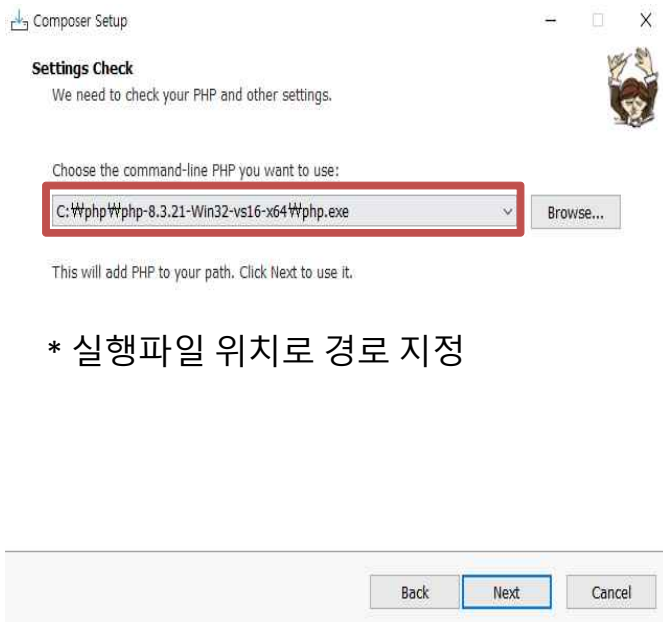 Composer Setup
Settings Check
We need to check your PHP and other settings.
Choose the command-line PHP you want to use:
C:₩php₩php-8.3.21-Win32-vs16-x64₩php.exe
Browse...
This will add PHP to your path. Click Next to use it.
* 실행파일 위치로 경로 지정
Back Next Cancel